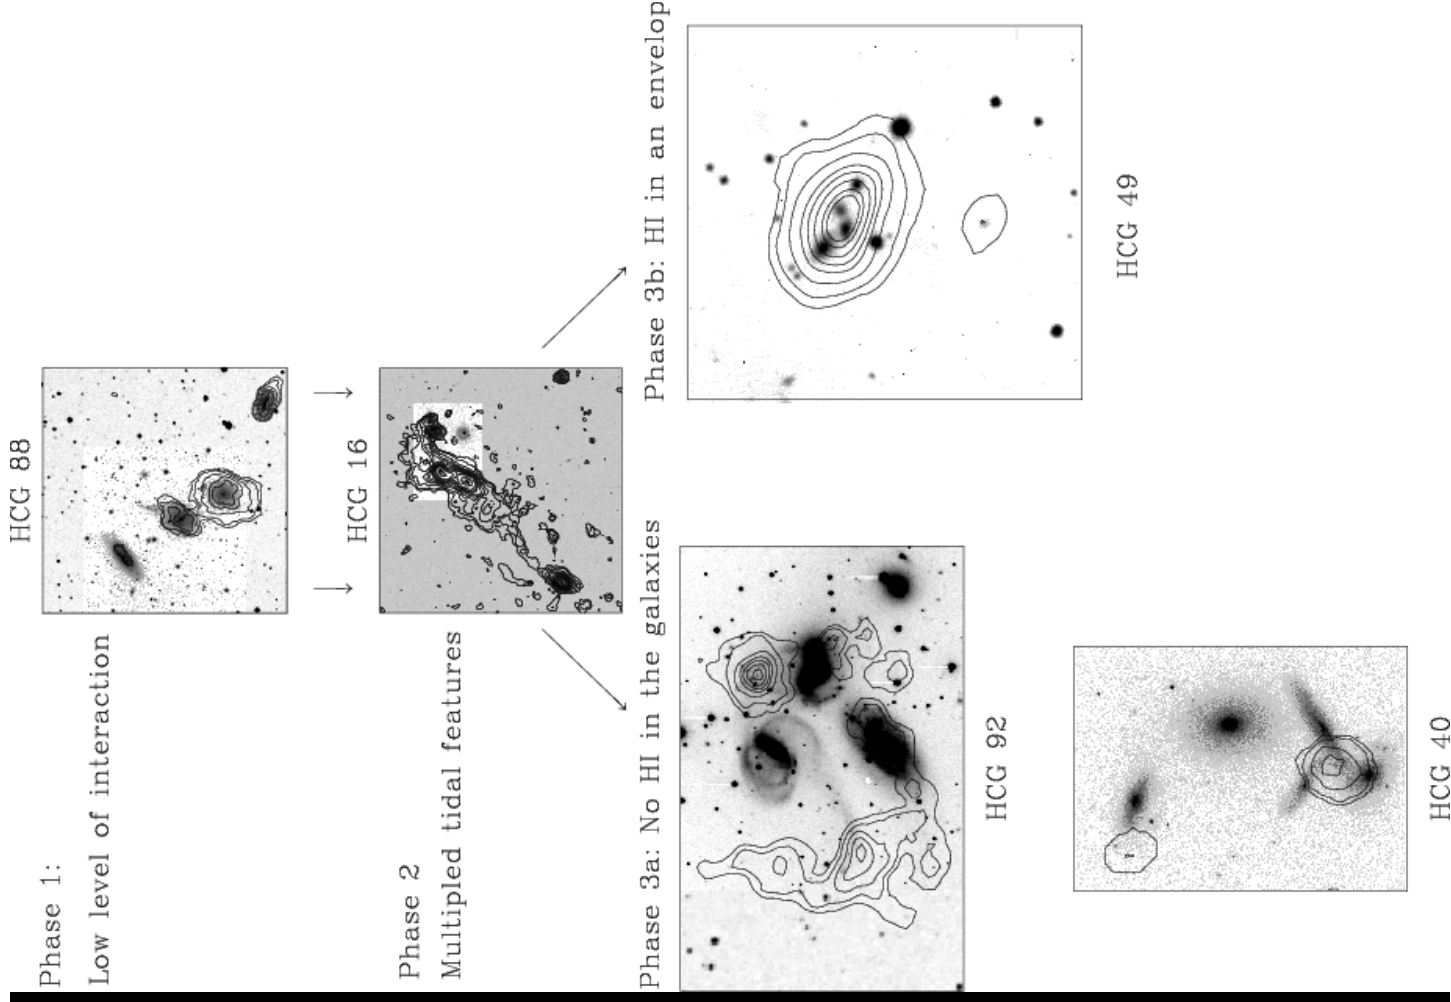 HCG 88
Phase 1:
Low level of interaction
HCG 16
Phase 2
Multipled tidal features
Phase 3a: No HI in the galaxies
Phase 3b: HI in an envelop
HCG 92
HCG 49
HCG 40